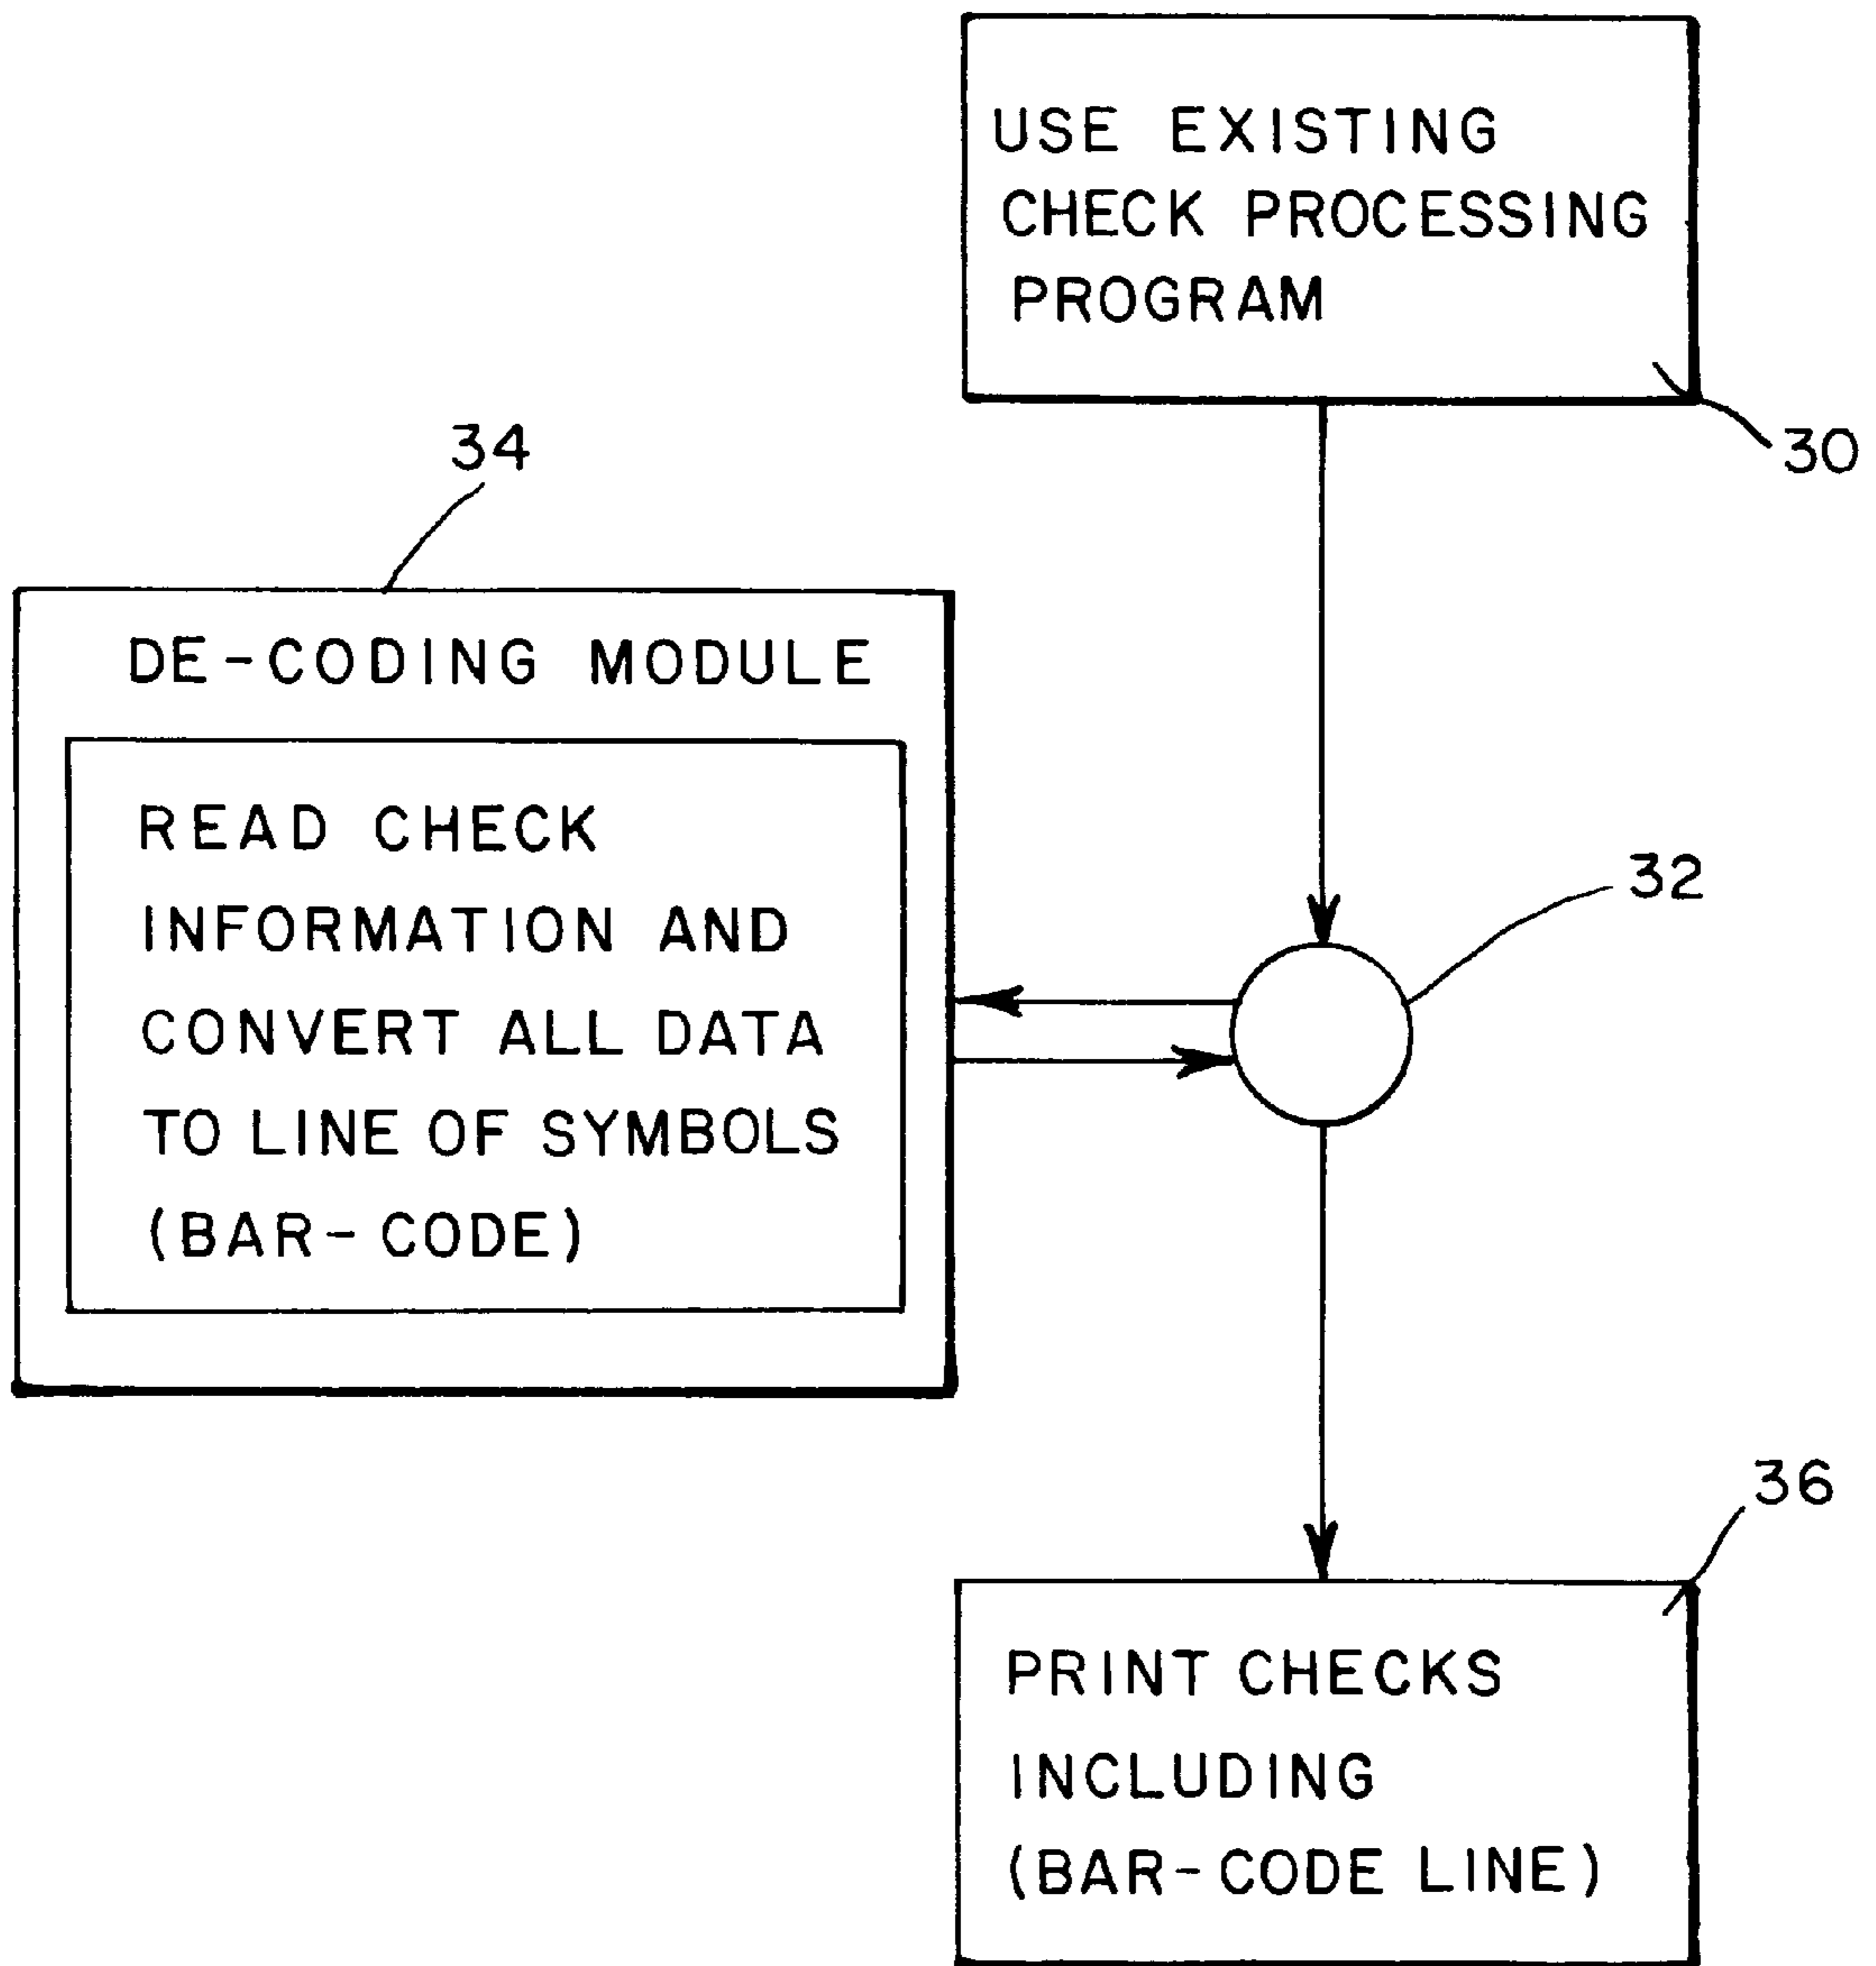 USE EXISTING
CHECK PROCESSING
PROGRAM
30
34
DE-CODING MODULE
READ CHECK
INFORMATION AND
CONVERT ALL DATA
TO LINE OF SYMBOLS
(BAR-CODE)
32
36
PRINT CHECKS
INCLUDING
(BAR-CODE LINE)